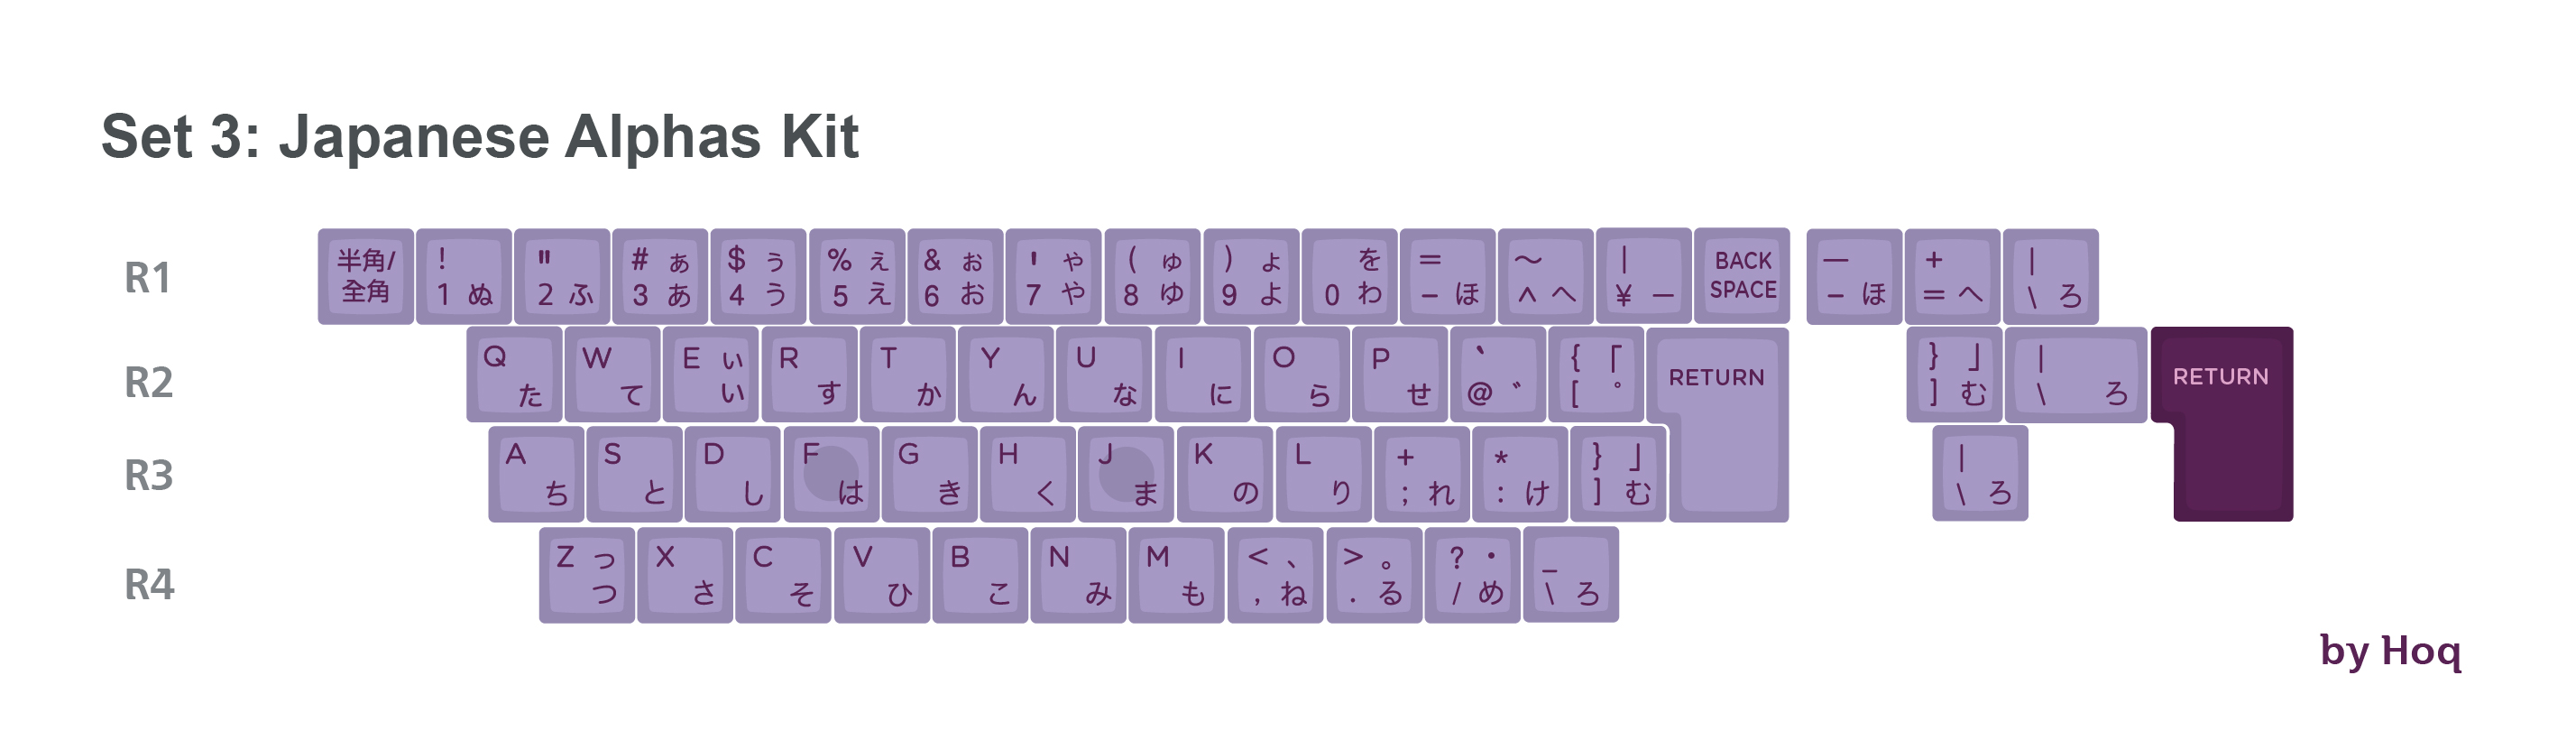 Set 3: Japanese Alphas Kit
R1
半角/ ! " # ぁ $ ぅ % ぇ & ぉ ' ゃ ( ゅ ) ょ を = ～ | BACK — + |
全角 1 ぬ 2 ふ 3 あ 4 う 5 え 6 お 7 や 8 ゆ 9 よ 0 わ - ほ ^ へ ¥ — SPACE - ほ = へ \ ろ
R2
Q W E ぃ R T Y U I O P ` { 「 RETURN } 」 | RETURN
た て い す か ん な に ら せ @ ゛ [ ゜ ] む \ ろ
R3
A S D F G H J K L + * } 」 |
ち と し は き く ま の り ; れ : け ] む \ ろ
R4
Z っ X C V B N M < 、 > 。 ? ・ _
つ さ そ ひ こ み も , ね . る / め \ ろ
by Hoq